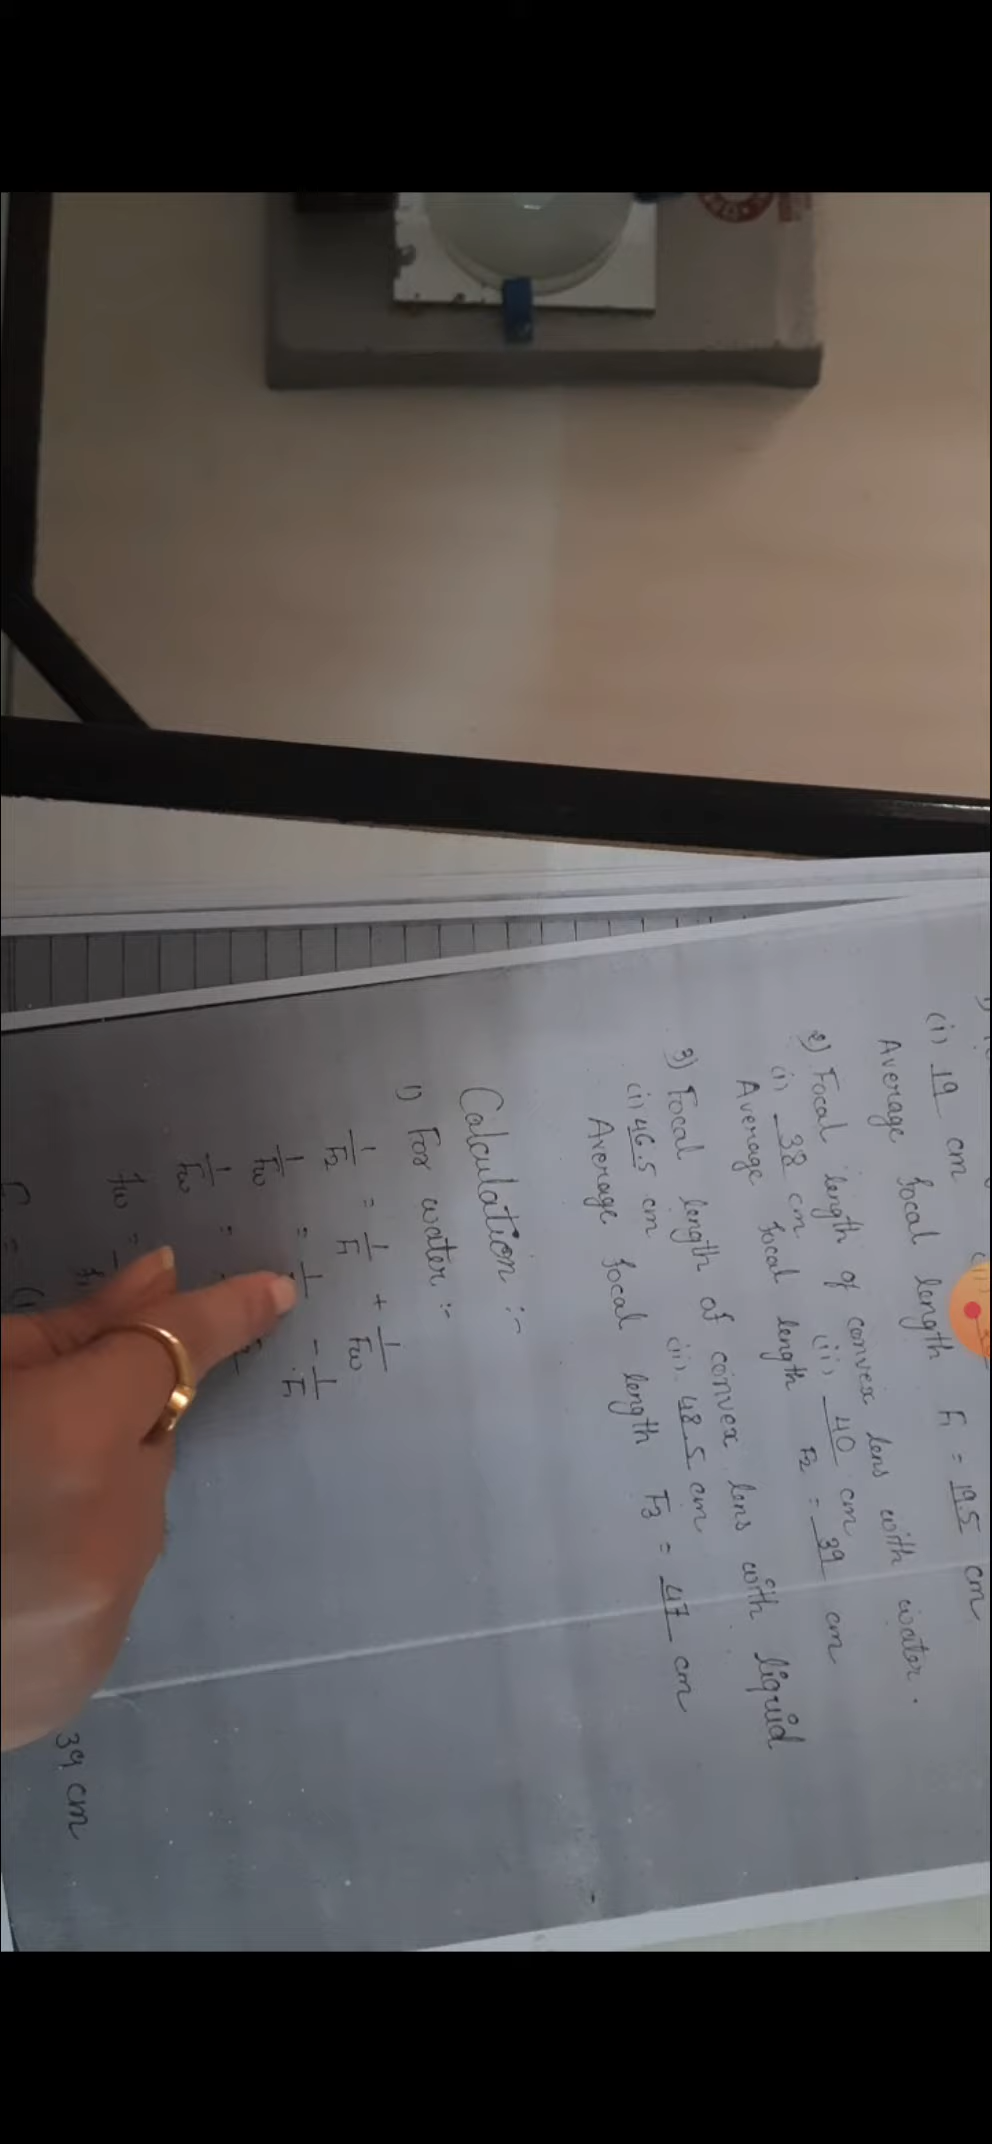 (i) 19 cm
Average focal length F1 = 19.5 cm
2) Focal length of convex lens with water.
(i) 38 cm (ii) 40 cm
Average focal length F2 = 39 cm
3) Focal length of convex lens with liquid
(i) 46.5 cm (ii) 48.5 cm
Average focal length F3 = 47 cm
Calculation :-
1) For water :-
1/F2 = 1/F1 + 1/Fw
1/Fw = 1/ - 1/F1
1/Fw =
fw =
39 cm